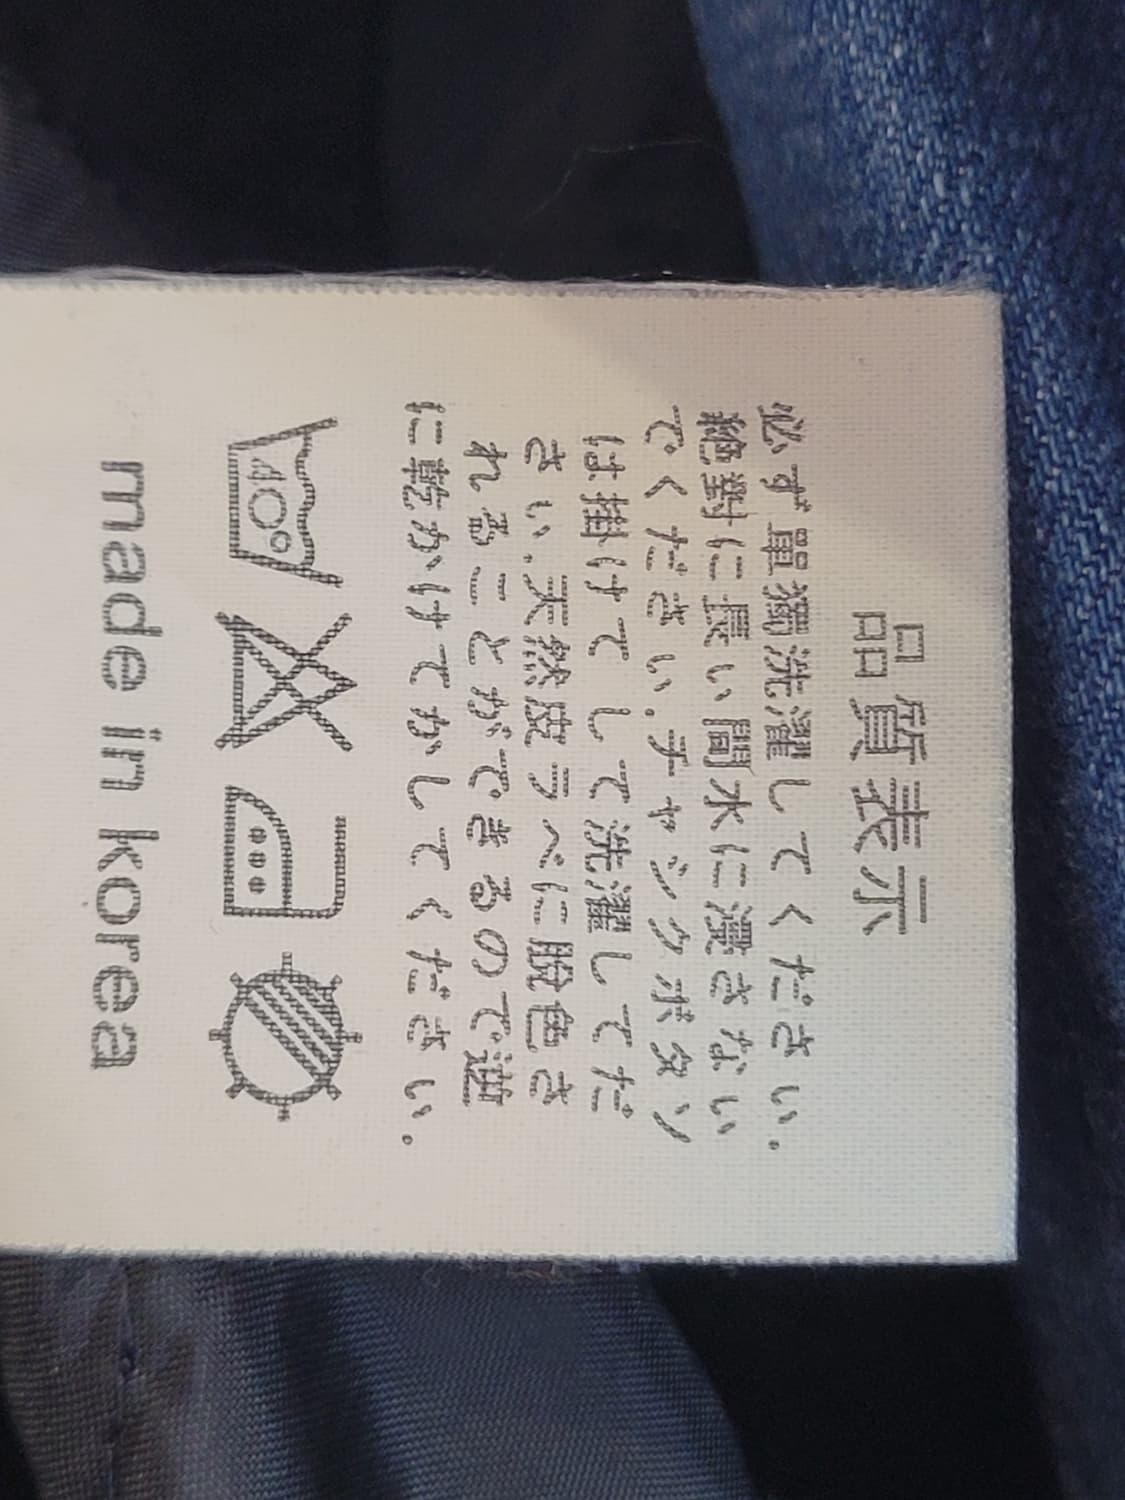 品質表示
必ず單獨洗濯してください.
絶對に長い間水に浸さない
でください.チャックボタン
は掛けてして洗濯してだ
さい.天然皮ラベに脫色さ
れることができるので逆
に乾かけてかしてください.
made in korea